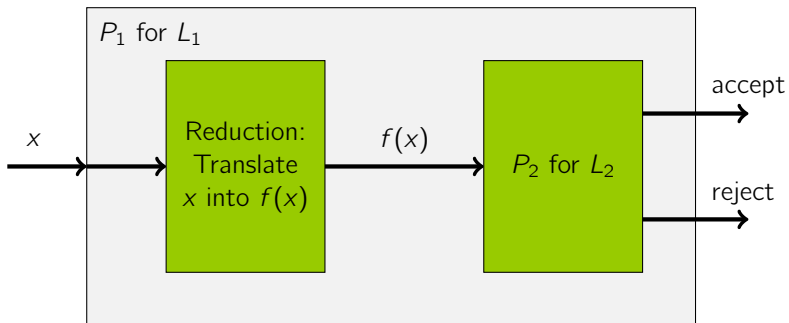 P₁ for L₁
x
Reduction:
Translate
x into f(x)
f(x)
P₂ for L₂
accept
reject